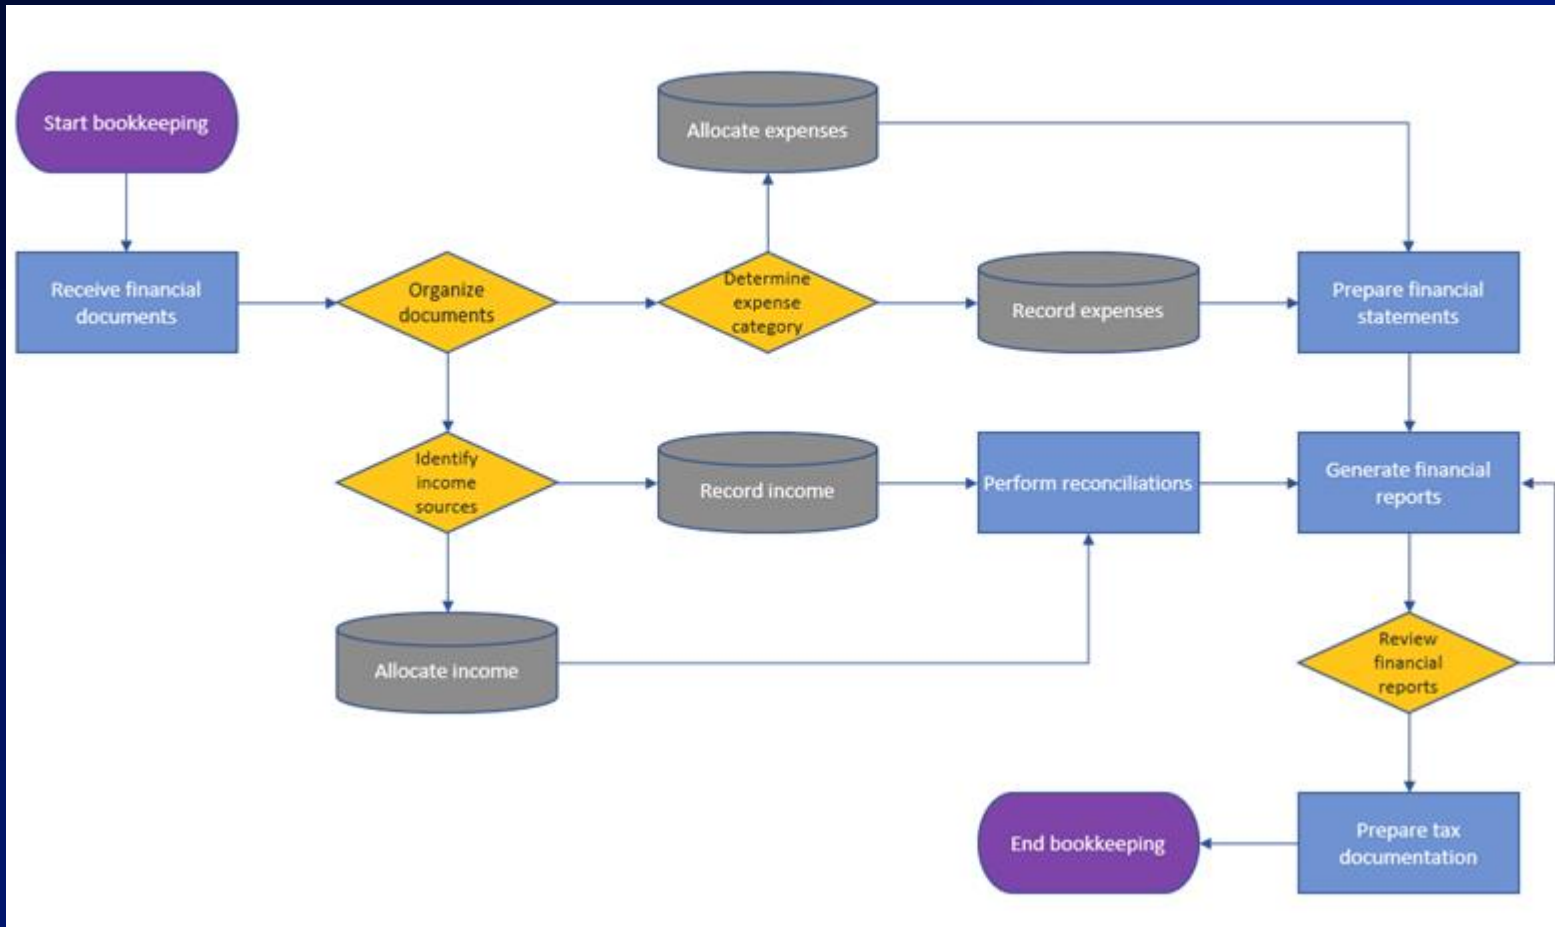 Start bookkeeping
Allocate expenses
Receive financial
documents
Organize
documents
Determine
expense
category
Record expenses
Prepare financial
statements
Identify
income
sources
Record income
Perform reconciliations
Generate financial
reports
Allocate income
Review
financial
reports
End bookkeeping
Prepare tax
documentation